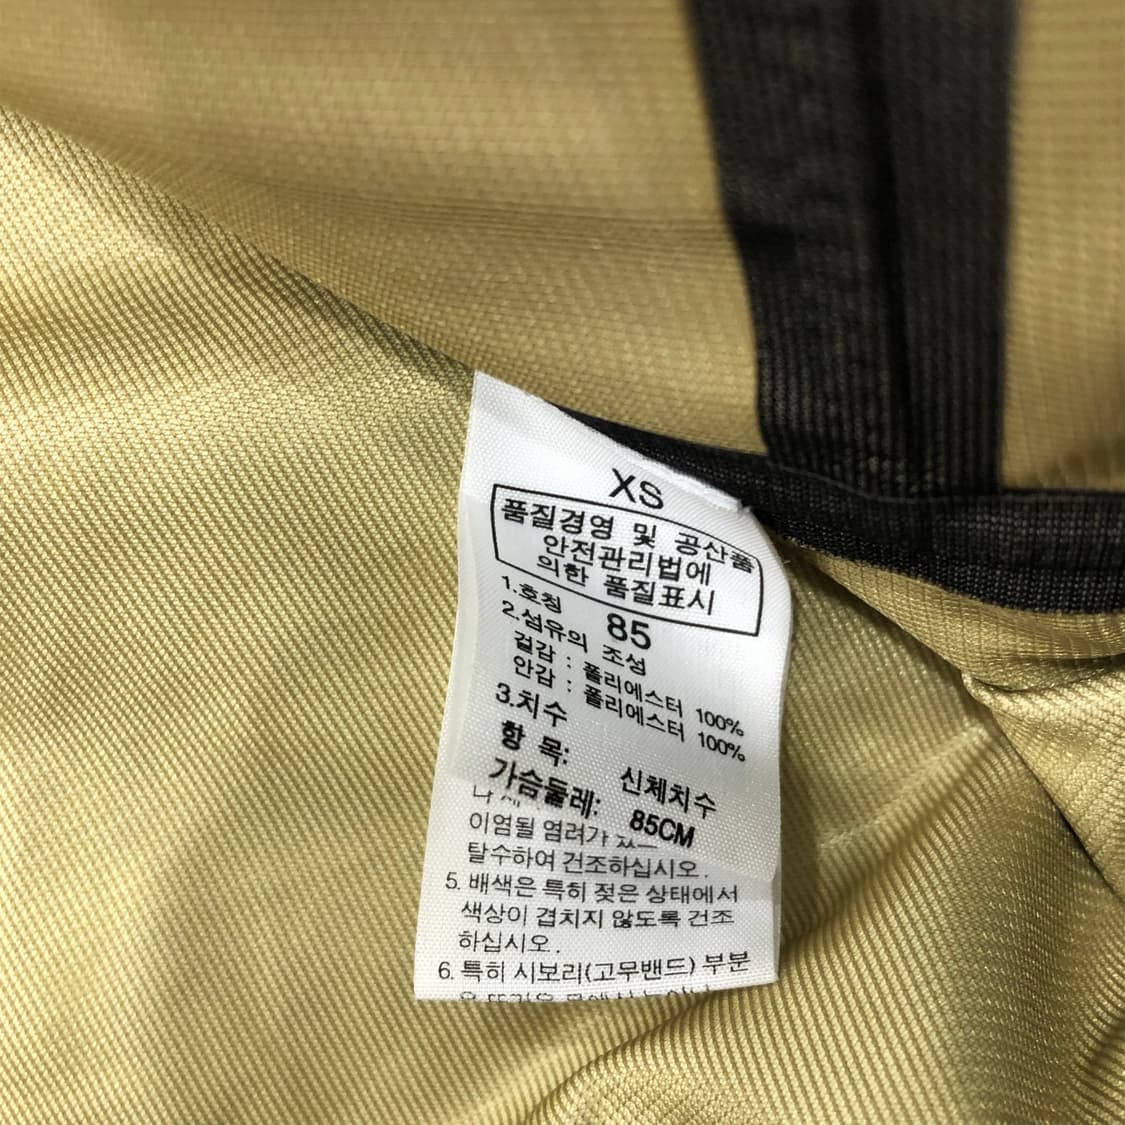 XS
품질경영 및 공산품
안전관리법에
의한 품질표시
1.호칭 85
2.섬유의 조성
겉감 : 폴리에스터 100%
안감 : 폴리에스터 100%
3.치수
항 목: 신체치수
가슴둘레: 85CM
이염될 염려가
탈수하여 건조하십시오.
5. 배색은 특히 젖은 상태에서
색상이 겹치지 않도록 건조
하십시오.
6. 특히 시보리(고무밴드) 부분